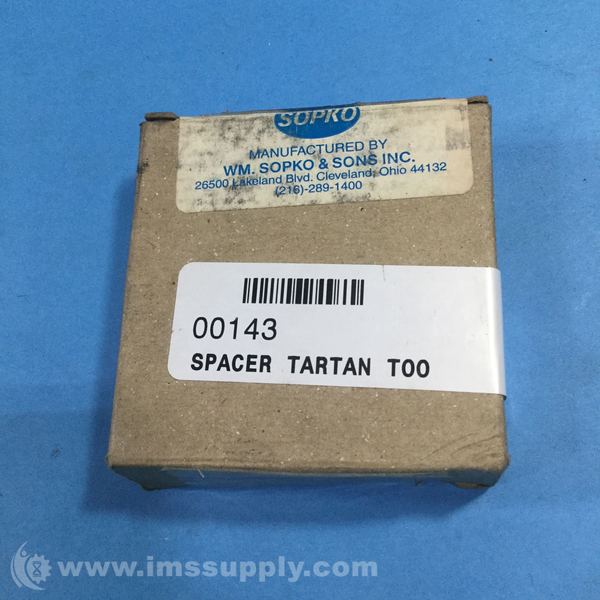 SOPKO
MANUFACTURED BY
WM. SOPKO & SONS INC.
26500 Lakeland Blvd. Cleveland, Ohio 44132
(216)-289-1400
00143
SPACER TARTAN TOO
www.imssupply.com